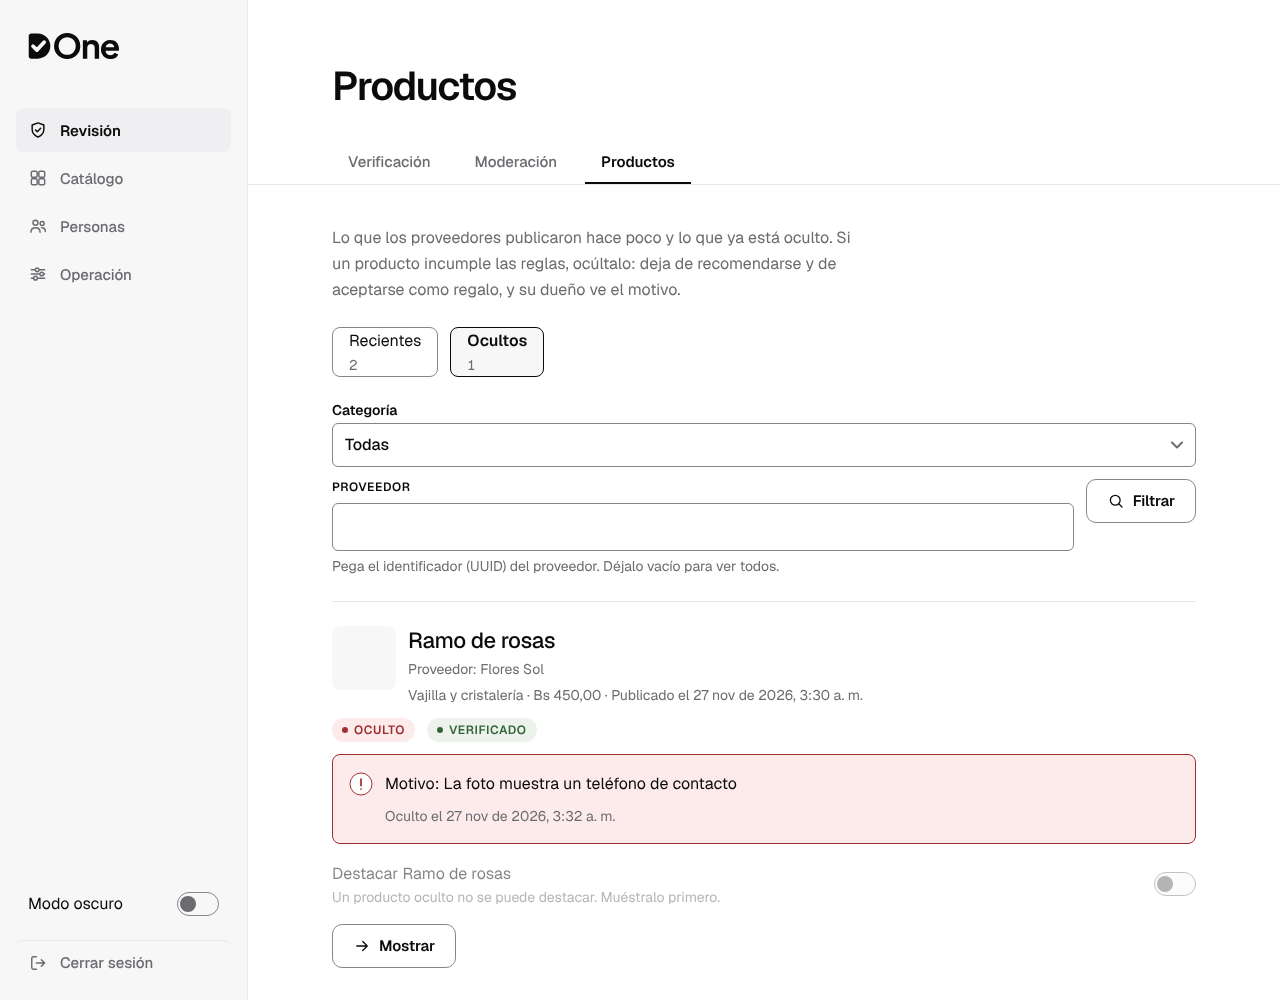 One
Revisión
Catálogo
Personas
Operación
Modo oscuro
Cerrar sesión
Productos
Verificación
Moderación
Productos
Lo que los proveedores publicaron hace poco y lo que ya está oculto. Si
un producto incumple las reglas, ocúltalo: deja de recomendarse y de
aceptarse como regalo, y su dueño ve el motivo.
Recientes
2
Ocultos
1
Categoría
Todas
PROVEEDOR
Filtrar
Pega el identificador (UUID) del proveedor. Déjalo vacío para ver todos.
Ramo de rosas
Proveedor: Flores Sol
Vajilla y cristalería · Bs 450,00 · Publicado el 27 nov de 2026, 3:30 a. m.
OCULTO
VERIFICADO
Motivo: La foto muestra un teléfono de contacto
Oculto el 27 nov de 2026, 3:32 a. m.
Destacar Ramo de rosas
Un producto oculto no se puede destacar. Muéstralo primero.
Mostrar